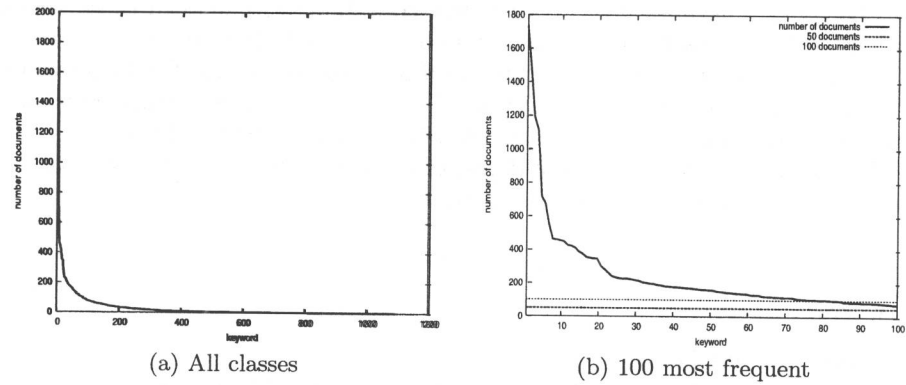 2000
1800
1600
1400
1200
1000
800
600
400
200
0
number of documents
0 200 400 600 800 1000 1200
keyword
(a) All classes
1800
1600
1400
1200
1000
800
600
400
200
0
number of documents
number of documents
50 documents
100 documents
10 20 30 40 50 60 70 80 90 100
keyword
(b) 100 most frequent